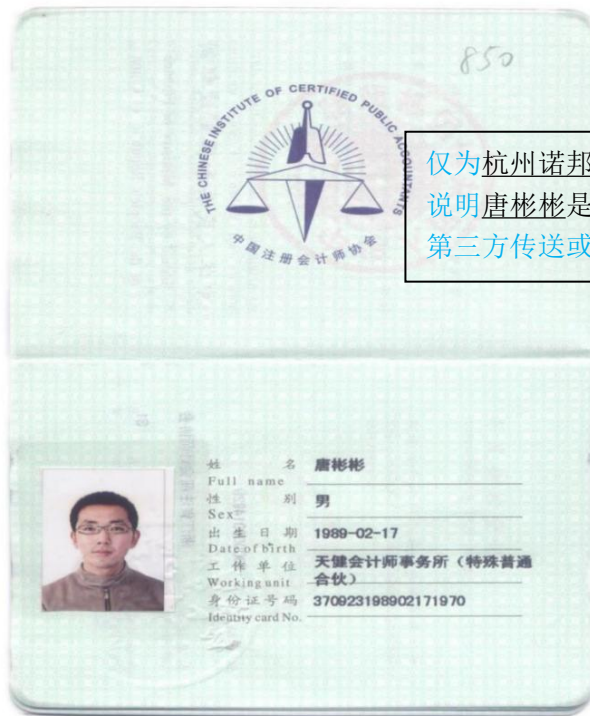 850
THE CHINESE INSTITUTE OF CERTIFIED PUBLIC ACCOUNTANTS
中国注册会计师协会
仅为杭州诺邦
说明唐彬彬是
第三方传送或
姓 名 唐彬彬
Full name
性 别 男
Sex
出生日期 1989-02-17
Date of birth
工作单位 天健会计师事务所（特殊普通
Working unit 合伙）
身份证号码 370923198902171970
Identity card No.